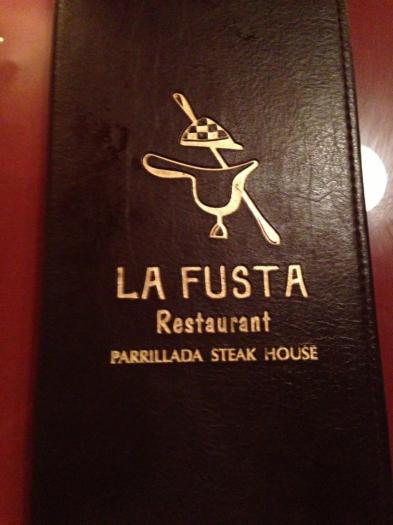 LA FUSTA
Restaurant
PARRILLADA STEAK HOUSE